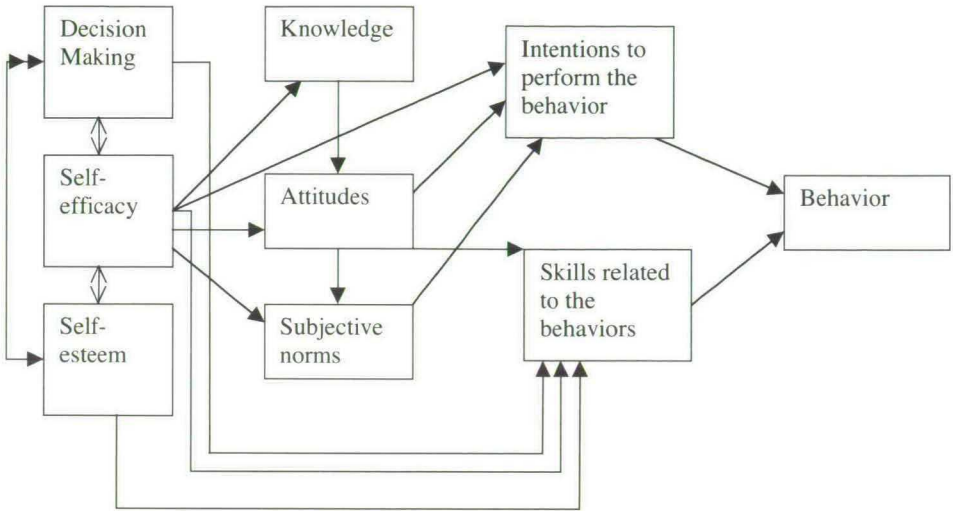 Decision
Making
Knowledge
Intentions to
perform the
behavior
Self-
efficacy
Attitudes
Behavior
Skills related
to the
behaviors
Self-
esteem
Subjective
norms